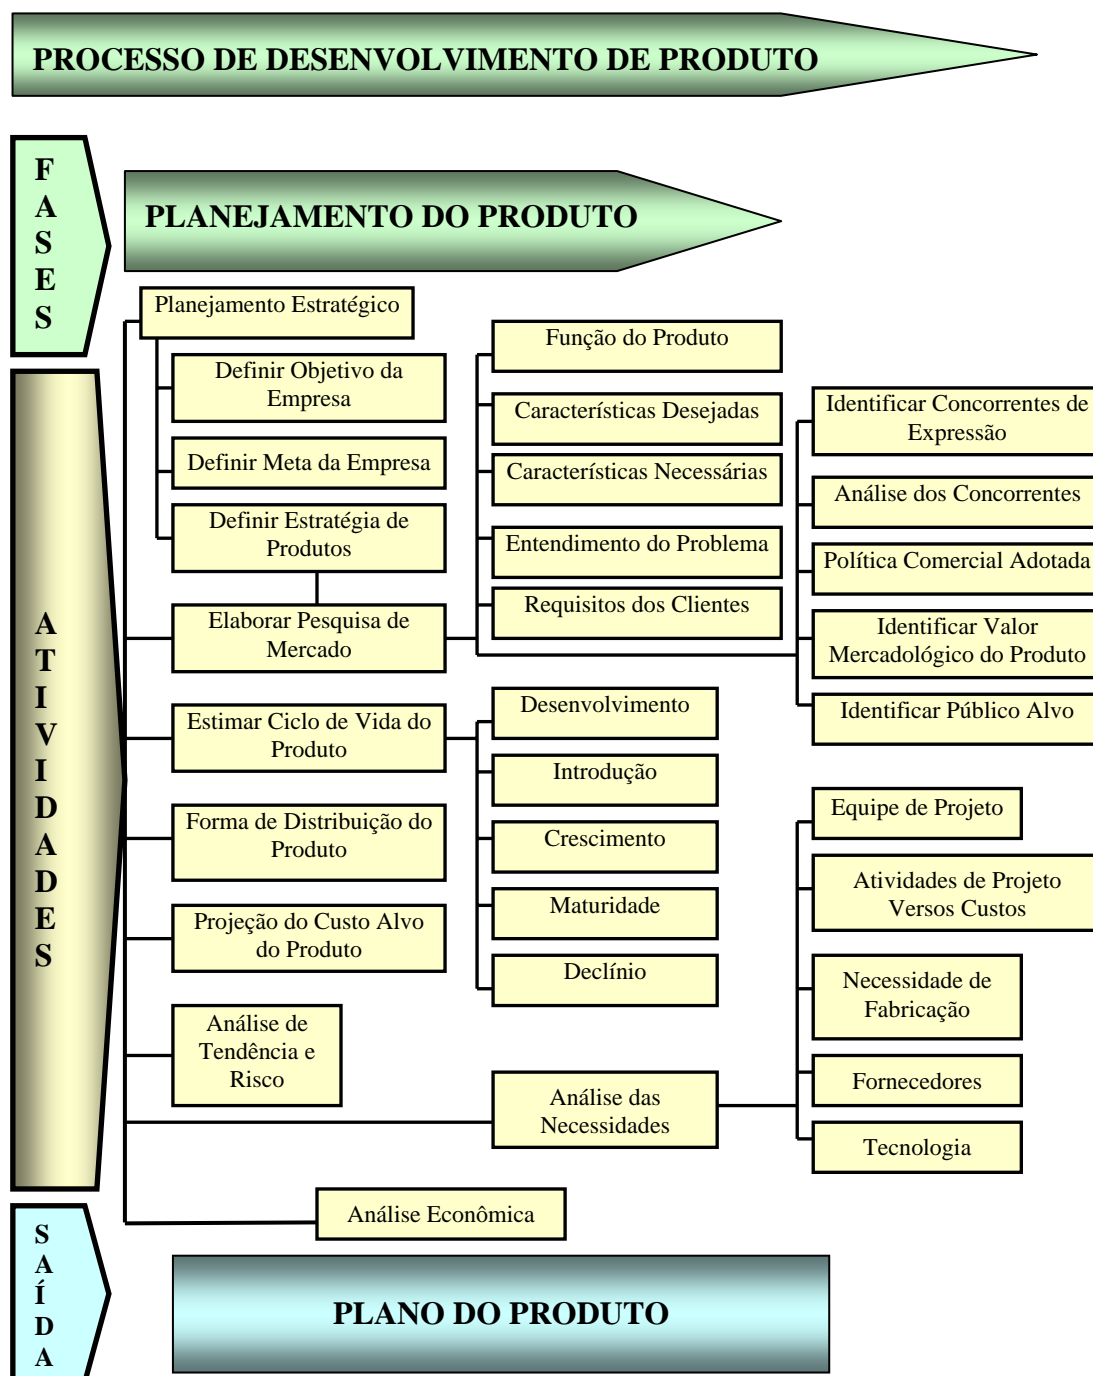 PROCESSO DE DESENVOLVIMENTO DE PRODUTO
FASES
PLANEJAMENTO DO PRODUTO
ATIVIDADES
Planejamento Estratégico
Definir Objetivo da
Empresa
Definir Meta da Empresa
Definir Estratégia de
Produtos
Elaborar Pesquisa de
Mercado
Função do Produto
Característicias Desejadas
Característicias Necessárias
Entendimento do Problema
Requisitos dos Clientes
Identificar Concorrentes de
Expressão
Análise dos Concorrentes
Política Comercial Adotada
Identificar Valor
Mercadológico do Produto
Identificar Público Alvo
Estimar Ciclo de Vida do
Produto
Desenvolvimento
Introdução
Crescimento
Maturidade
Declínio
Forma de Distribuição do
Produto
Projeção do Custo Alvo
do Produto
Análise de
Tendência e
Risco
Análise das
Necessidades
Equipe de Projeto
Atividades de Projeto
Versos Custos
Necessidade de
Fabricação
Fornecedores
Tecnologia
Análise Econômica
SAÍDA
PLANO DO PRODUTO